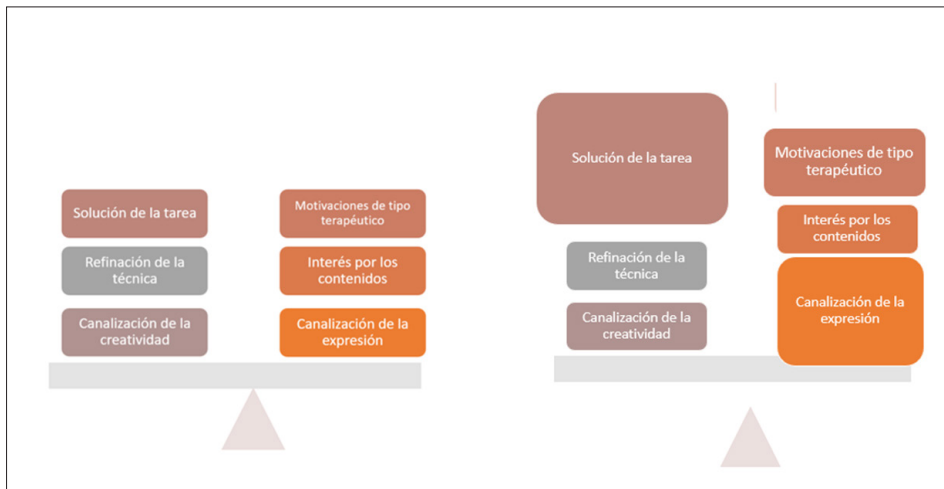 Solución de la tarea
Motivaciones de tipo
terapéutico
Refinación de la
técnica
Interés por los
contenidos
Canalización de la
creatividad
Canalización de la
expresión
Solución de la tarea
Motivaciones de tipo
terapéutico
Interés por los
contenidos
Refinación de la
técnica
Canalización de la
creatividad
Canalización de la
expresión